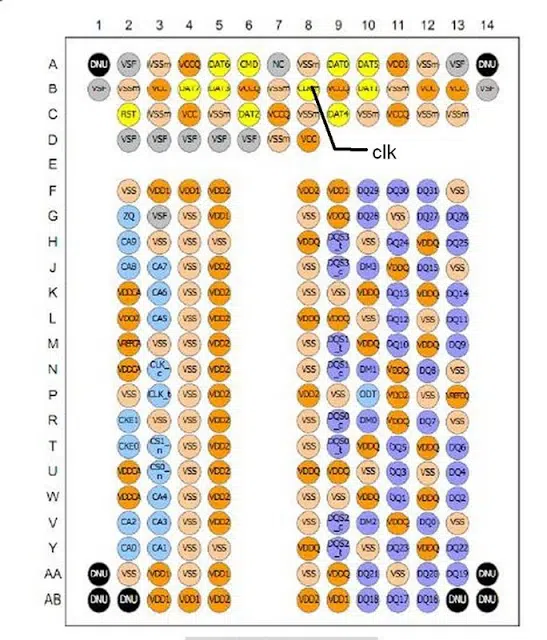 1 2 3 4 5 6 7 8 9 10 11 12 13 14
A DNU VSF VSSm VCCQ DAT6 CMD NC VSSm DAT0 DAT5 VDDI VSSm VSF DNU
B VSF VSSm VCC DAT7 DAT3 VCCQ VSSm VCCQ DAT1 VSSm VCC VCC VSF
C RST VSSm VCC VSSm DAT2 VCCQ VSSm DAT4 VSSm VCCQ VSSm VSSm
D VSF VSF VSF VSF VSF VSSm VCC
clk
E
F VSS VDD1 VDD1 VDD2 VDD2 VDD1 DQ29 DQ30 DQ31 VSS
G ZQ VSF VSS VDD1 VSS VDDQ DQ26 VSS DQ27 DQ28
H CA9 VSS VSS VSS VDDQ DQS3_t VSS DQ24 VDDQ DQ25
J CA8 CA7 VSS VDD2 VSS DQS3_c DM3 VDDQ DQ15 VSS
K VDDCA CA6 VSS VDD2 VSS VSS VDDQ DQ13 VDDQ DQ14
L VDD2 CA5 VSS VDD2 VDDQ VDDQ VSS DQ12 VSS DQ11
M VREFCA VSS VSS VDD2 VSS DQS1_t VDDQ DQ10 VDDQ DQ9
N VDDCA CLK_c VSS VDD2 VSS DQS1_c DM1 VDDQ DQ8 VSS
P VSS CLK_t VSS VDD2 VDD2 VSS ODT VDD2 VSS VREFDQ
R CKE1 VSS VSS VDD2 VSS DQS0_c DM0 VDDQ DQ7 VSS
T CKE0 CS1_n VSS VDD2 VSS DQS0_t VDDQ DQ5 VDDQ DQ6
U VDDCA CS0_n VSS VDD2 VDDQ VDDQ VSS DQ3 VSS DQ4
W VDDCA CA4 VSS VDD2 VSS VSS VDDQ DQ1 VDDQ DQ2
V CA2 CA3 VSS VDD2 VSS DQS2_c DM2 VDDQ DQ0 VSS
Y CA0 CA1 VSS VSS VDDQ DQS2_t VSS DQ23 VDDQ DQ22
AA DNU VSS VDD1 VSS VDD1 VSS VDDQ DQ21 VSS DQ20 DQ19 DNU
AB DNU DNU VDD1 VDD1 VDD2 VDD2 VDD1 DQ18 DQ17 DQ16 DNU DNU